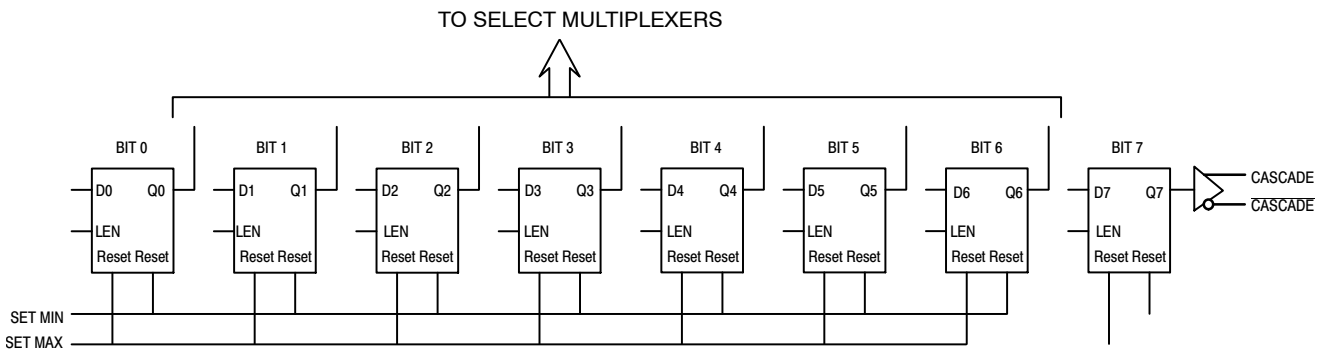 TO SELECT MULTIPLEXERS
BIT 0 BIT 1 BIT 2 BIT 3 BIT 4 BIT 5 BIT 6 BIT 7
D0 Q0 D1 Q1 D2 Q2 D3 Q3 D4 Q4 D5 Q5 D6 Q6 D7 Q7 CASCADE
CASCADE
LEN LEN LEN LEN LEN LEN LEN LEN
Reset Reset Reset Reset Reset Reset Reset Reset Reset Reset Reset Reset Reset Reset Reset Reset
SET MIN
SET MAX